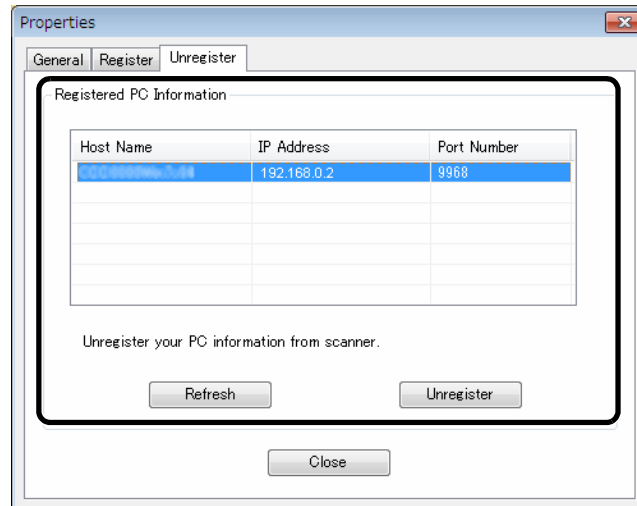 Properties
General Register Unregister
Registered PC Information
Host Name IP Address Port Number
192.168.0.2 9968
Unregister your PC information from scanner.
Refresh Unregister
Close